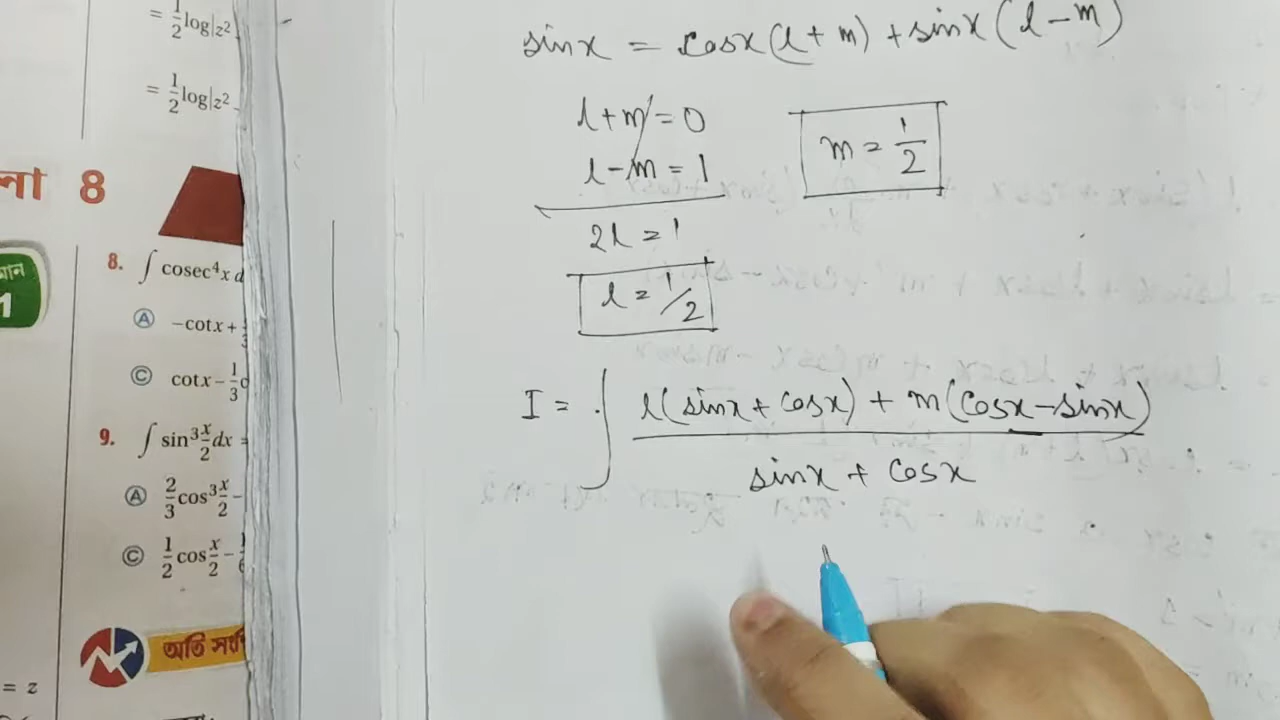 = 1/2 log|z²
= 1/2 log|z²
না 8
মান
1
8. ∫ cosec⁴x d
Ⓐ -cotx +
Ⓒ cotx - 1/3
9. ∫ sin³ x/2 dx =
Ⓐ 2/3 cos³ x/2 -
Ⓒ 1/2 cos x/2 -
= z
sinx = cosx(l+m) + sinx(l-m)
l+m = 0
l-m = 1
2l = 1
l = 1/2
m = 1/2
I = ∫ l(sinx + cosx) + m(cosx - sinx)
sinx + cosx